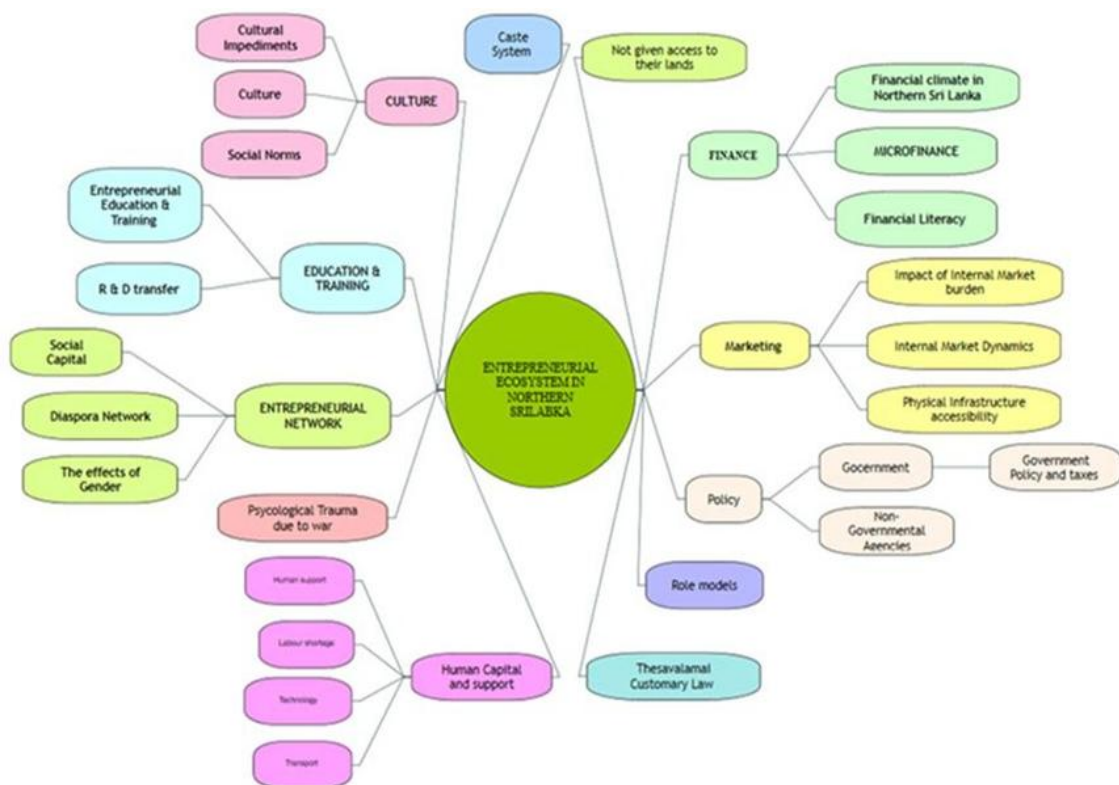 Cultural
Impediments
Culture
Social Norms
CULTURE
Caste
System
Not given access to
their lands
Financial climate in
Northern Sri Lanka
FINANCE
MICROFINANCE
Financial Literacy
Entrepreneurial
Education &
Training
R & D transfer
EDUCATION &
TRAINING
Impact of Internal Market
burden
Marketing
Internal Market Dynamics
Physical Infrastructure
accessibility
ENTREPRENEURIAL
ECOSYSTEM IN
NORTHERN
SRILABKA
Social
Capital
Diaspora Network
The effects of
Gender
ENTREPRENEURIAL
NETWORK
Policy
Gocernment
Government
Policy and taxes
Non-
Governmental
Agencies
Psycological Trauma
due to war
Role models
Human support
Labour shortage
Technology
Transport
Human Capital
and support
Thesavalamai
Customary Law